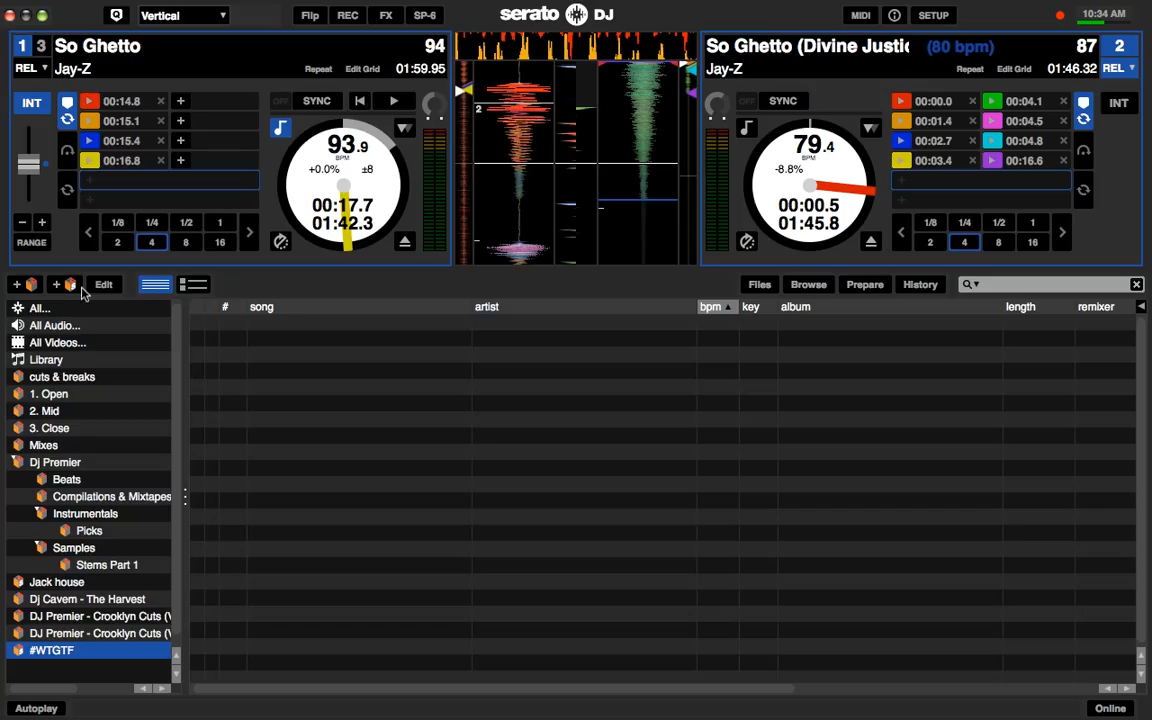 Vertical
Flip
REC
FX
SP-6
serato DJ
MIDI
SETUP
10:34 AM
1 3
So Ghetto
94
REL
Jay-Z
Repeat
Edit Grid
01:59.95
INT
00:14.8
00:15.1
00:15.4
00:16.8
OFF
SYNC
93.9
BPM
+0.0%
±8
00:17.7
01:42.3
RANGE
1/8 1/4 1/2 1
2 4 8 16
2
So Ghetto (Divine Justic
(80 bpm)
87
2
Jay-Z
Repeat
Edit Grid
01:46.32
REL
OFF
SYNC
79.4
BPM
-8.8%
00:00.5
01:45.8
00:00.0
00:04.1
00:01.4
00:04.5
00:02.7
00:04.8
00:03.4
00:16.6
INT
1/8 1/4 1/2 1
2 4 8 16
Edit
Files
Browse
Prepare
History
# song artist bpm key album length remixer
All...
All Audio...
All Videos...
Library
cuts & breaks
1. Open
2. Mid
3. Close
Mixes
Dj Premier
Beats
Compilations & Mixtapes
Instrumentals
Picks
Samples
Stems Part 1
Jack house
Dj Cavem - The Harvest
DJ Premier - Crooklyn Cuts (V
DJ Premier - Crooklyn Cuts (V
#WTGTF
Autoplay
Online